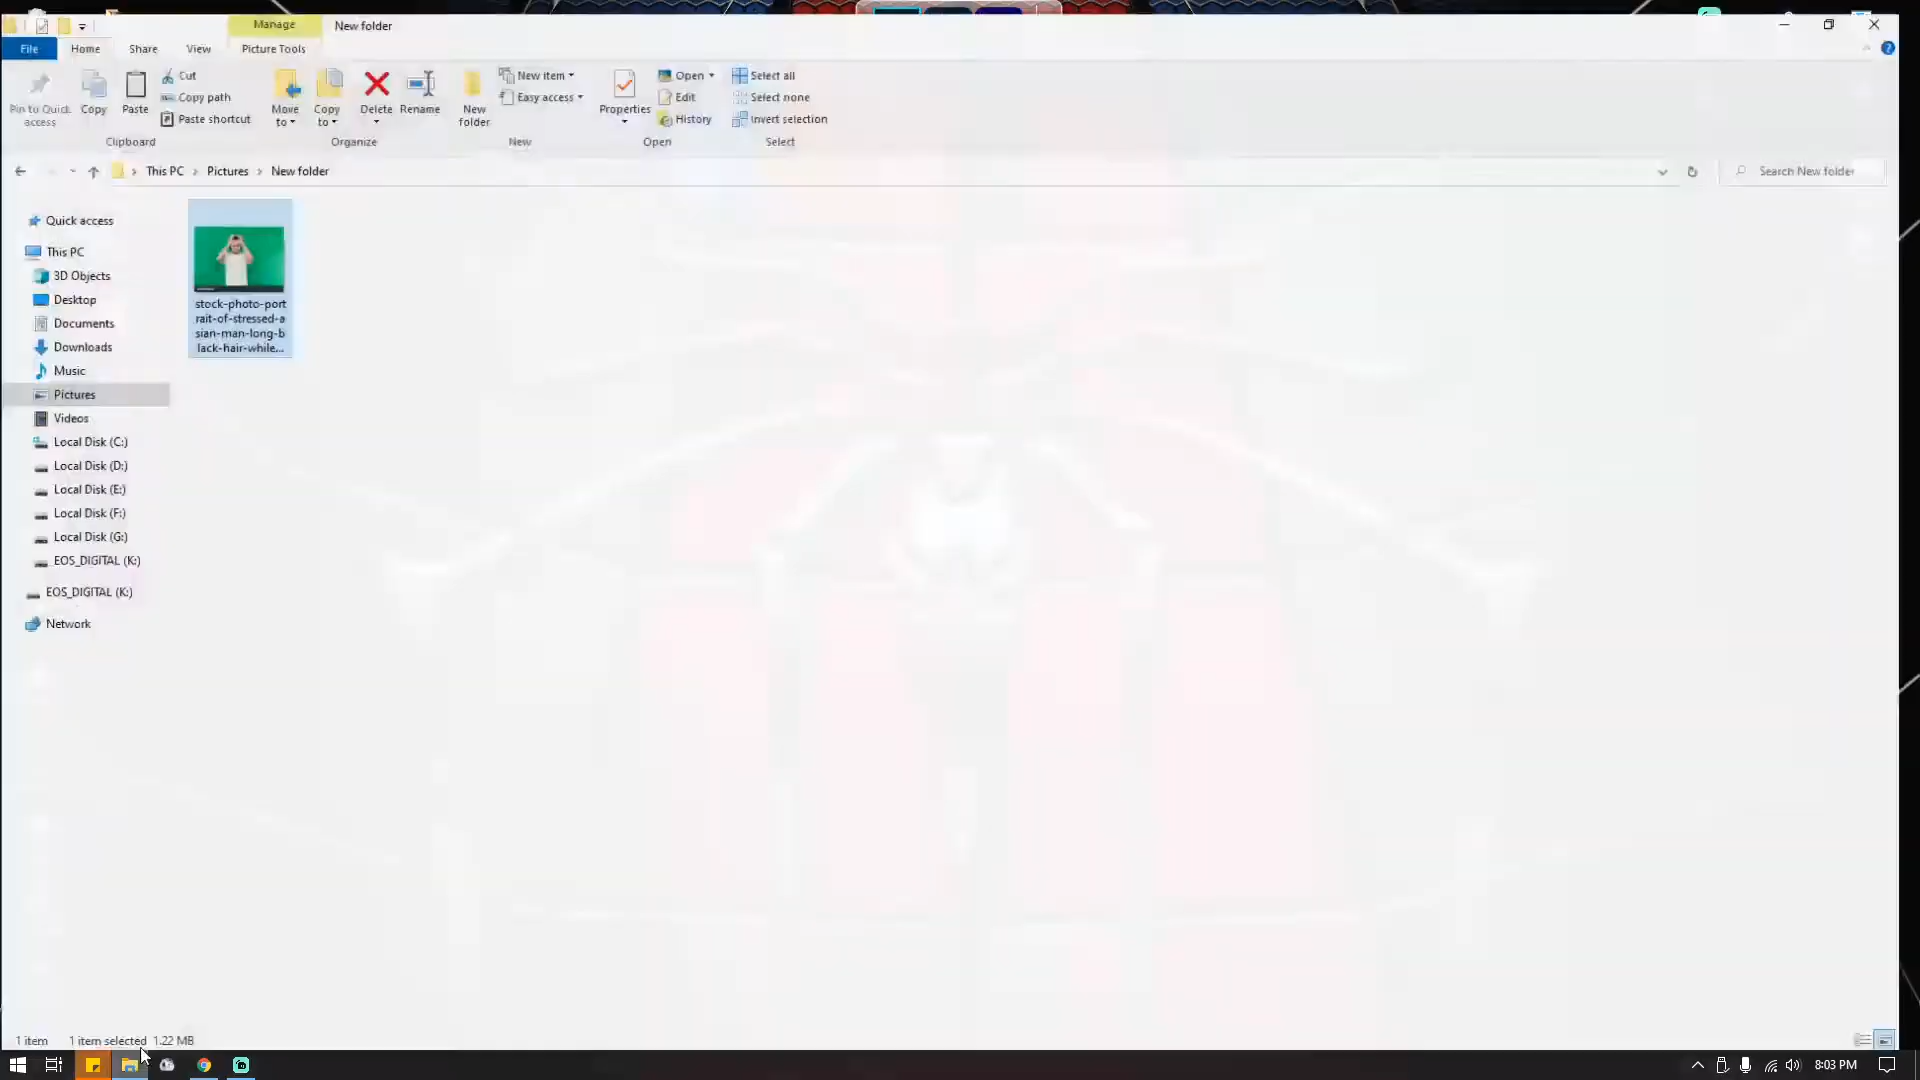 Manage
New folder
File
Home
Share
View
Picture Tools
Pin to Quick
access
Copy
Paste
Cut
Copy path
Paste shortcut
Clipboard
Move
to
Copy
to
Delete
Rename
Organize
New
folder
New item
Easy access
New
Properties
Open
Edit
History
Open
Select all
Select none
Invert selection
Select
This PC
Pictures
New folder
Search New folder
Quick access
This PC
3D Objects
Desktop
Documents
Downloads
Music
Pictures
Videos
Local Disk (C:)
Local Disk (D:)
Local Disk (E:)
Local Disk (F:)
Local Disk (G:)
EOS_DIGITAL (K:)
EOS_DIGITAL (K:)
Network
stock-photo-port
rait-of-stressed-a
sian-man-long-b
lack-hair-while...
1 item
1 item selected 1.22 MB
8:03 PM